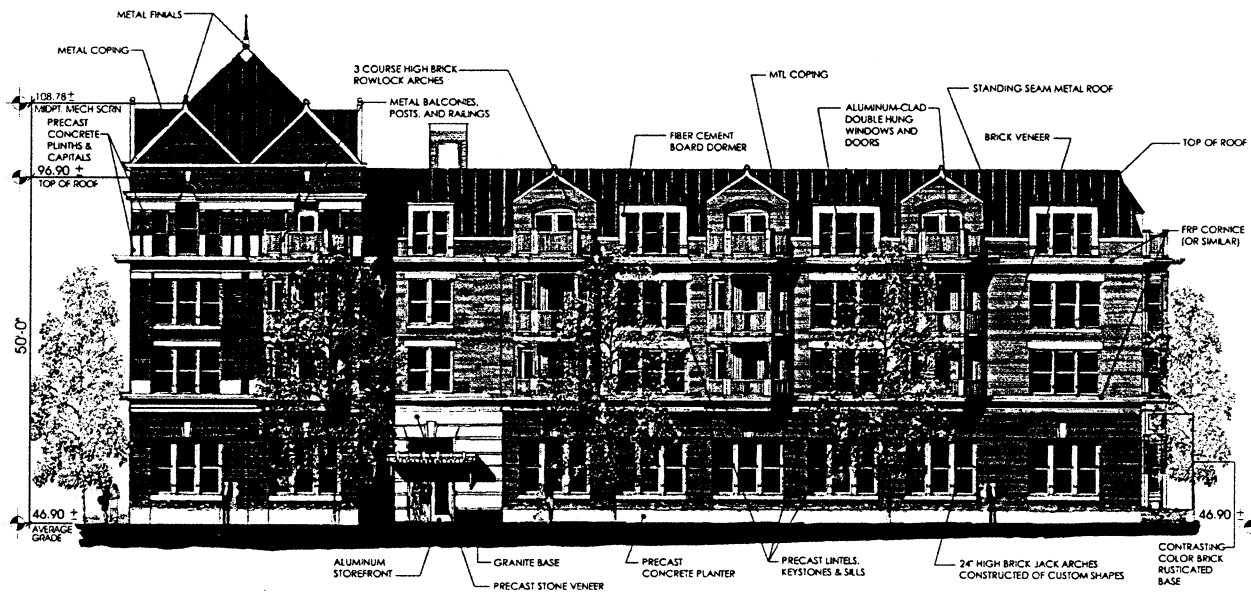 METAL FINIALS
METAL COPING
3 COURSE HIGH BRICK
ROWLOCK ARCHES
MTL COPING
STANDING SEAM METAL ROOF
108.78 ±
MIDPT. MECH SCRN
PRECAST
CONCRETE
PLINTHS &
CAPITALS
METAL BALCONIES,
POSTS, AND RAILINGS
FIBER CEMENT
BOARD DORMER
ALUMINUM-CLAD
DOUBLE HUNG
WINDOWS AND
DOORS
BRICK VENEER
TOP OF ROOF
96.90 ±
TOP OF ROOF
FRP CORNICE
(OR SIMILAR)
50'-0"
46.90 ±
AVERAGE
GRADE
46.90 ±
ALUMINUM
STOREFRONT
GRANITE BASE
PRECAST STONE VENEER
PRECAST
CONCRETE PLANTER
PRECAST LINTELS,
KEYSTONES & SILLS
24" HIGH BRICK JACK ARCHES
CONSTRUCTED OF CUSTOM SHAPES
CONTRASTING
COLOR BRICK
RUSTICATED
BASE